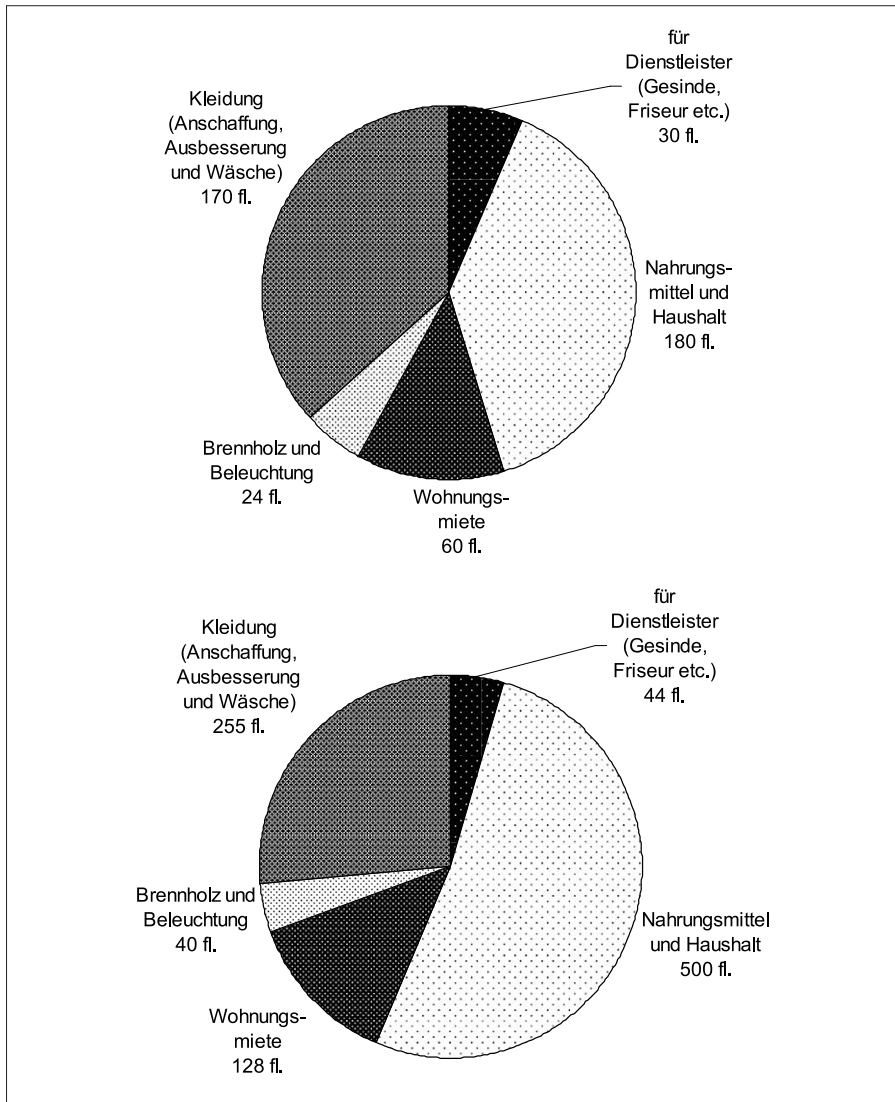 für
Dienstleister
(Gesinde,
Friseur etc.)
30 fl.
Kleidung
(Anschaffung,
Ausbesserung
und Wäsche)
170 fl.
Nahrungs-
mittel und
Haushalt
180 fl.
Brennholz und
Beleuchtung
24 fl.
Wohnungs-
miete
60 fl.
für
Dienstleister
(Gesinde,
Friseur etc.)
44 fl.
Kleidung
(Anschaffung,
Ausbesserung
und Wäsche)
255 fl.
Brennholz und
Beleuchtung
40 fl.
Nahrungsmittel
und Haushalt
500 fl.
Wohnungs-
miete
128 fl.